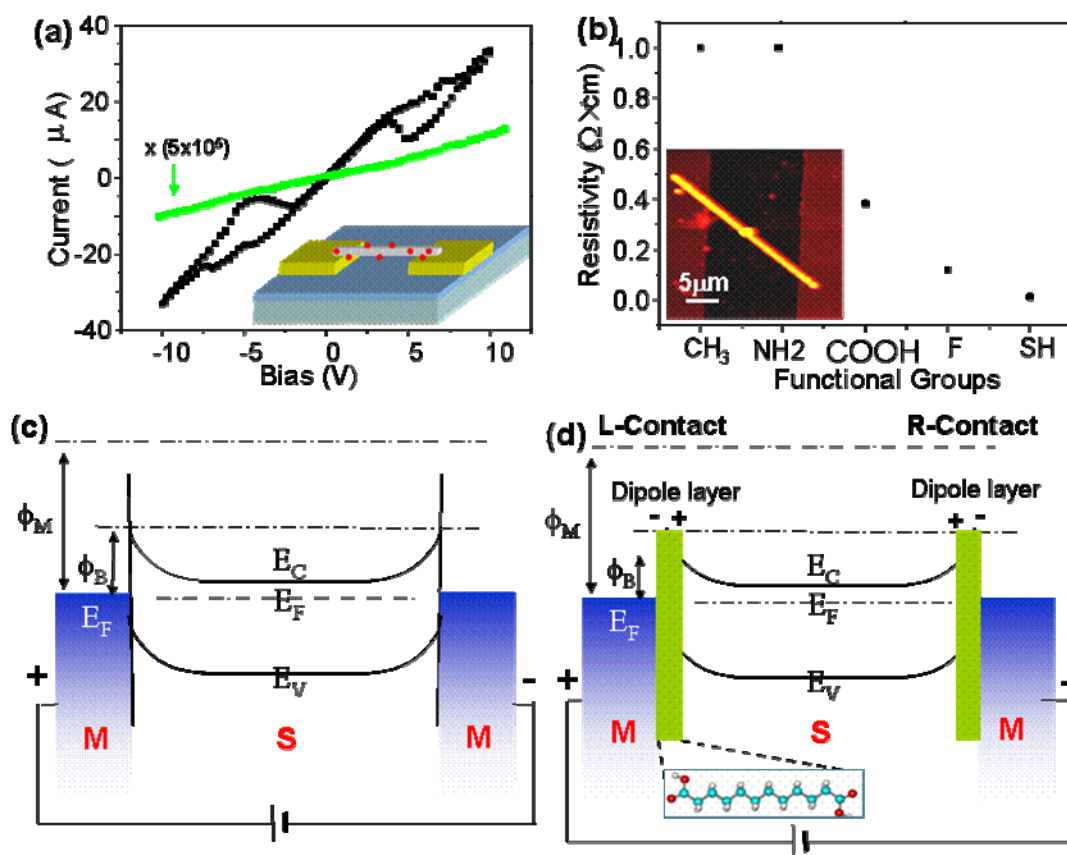 (a)
40
20
0
-20
-40
Current ( μA)
x (5x10⁵)
-10
-5
0
5
10
Bias (V)
(b)
1.0
0.8
0.6
0.4
0.2
0.0
Resistivity (Ω×cm)
5μm
CH₃ NH2 COOH F SH
Functional Groups
(c)
ϕM
ϕB
EC
EF
EF
EV
+
-
M
S
M
(d)
L-Contact
R-Contact
Dipole layer
Dipole layer
- +
+ -
ϕM
ϕB
EC
EF
EF
EV
+
-
M
S
M